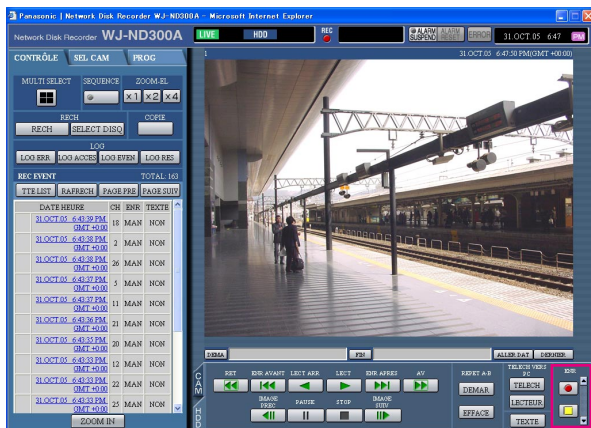 Panasonic | Network Disk Recorder WJ-ND300A - Microsoft Internet Explorer
Network Disk Recorder WJ-ND300A
LIVE HDD REC ALARM SUSPEND ALARM RESET ERROR 31.OCT.05 6:47 PM
CONTRÔLE SEL CAM PROG
1 31.OCT.05 6:47:50 PM(GMT +00:00)
MULTI SELECT SEQUENCE ZOOM-EL
x1 x2 x4
RECH COPIE
RECH SELECT DISQ
LOG
LOG ERR LOG ACCES LOG EVEN LOG RES
REC EVENT TOTAL: 163
TTE LIST RAFRECH PAGE PRE PAGE SUIV
DATE HEURE CH ENR TEXTE
31.OCT.05 6:43:39 PM GMT +0:00 18 MAN NON
31.OCT.05 6:43:38 PM GMT +0:00 2 MAN NON
31.OCT.05 6:43:38 PM GMT +0:00 26 MAN NON
31.OCT.05 6:43:37 PM GMT +0:00 5 MAN NON
31.OCT.05 6:43:37 PM GMT +0:00 11 MAN NON
31.OCT.05 6:43:36 PM GMT +0:00 21 MAN NON
31.OCT.05 6:43:35 PM GMT +0:00 20 MAN NON
31.OCT.05 6:43:33 PM GMT +0:00 12 MAN NON
31.OCT.05 6:43:33 PM GMT +0:00 22 MAN NON
31.OCT.05 6:43:33 PM GMT +0:00 25 MAN NON
ZOOM IN
DEMA FIN ALLER DAT DERNIER
CAM
HDD
RET ENR AVANT LECT ARR LECT ENR APRES AV
IMAGE PREC PAUSE STOP IMAGE SUIV
REPET A-B
DEMAR
EFFACE
TELECH VERS PC
TELECH
LECTEUR
TEXTE
ENR